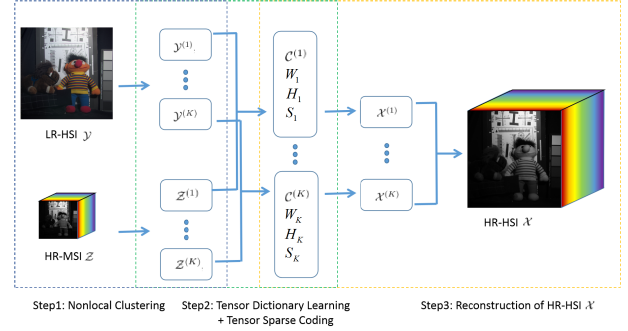 LR-HSI 𝒴
HR-MSI 𝒵
𝒴⁽¹⁾
𝒴⁽ᴷ⁾
𝒵⁽¹⁾
𝒵⁽ᴷ⁾
𝒞⁽¹⁾
W₁
H₁
S₁
𝒞⁽ᴷ⁾
W_K
H_K
S_K
𝒳⁽¹⁾
𝒳⁽ᴷ⁾
HR-HSI 𝒳
Step1: Nonlocal Clustering
Step2: Tensor Dictionary Learning
+ Tensor Sparse Coding
Step3: Reconstruction of HR-HSI 𝒳